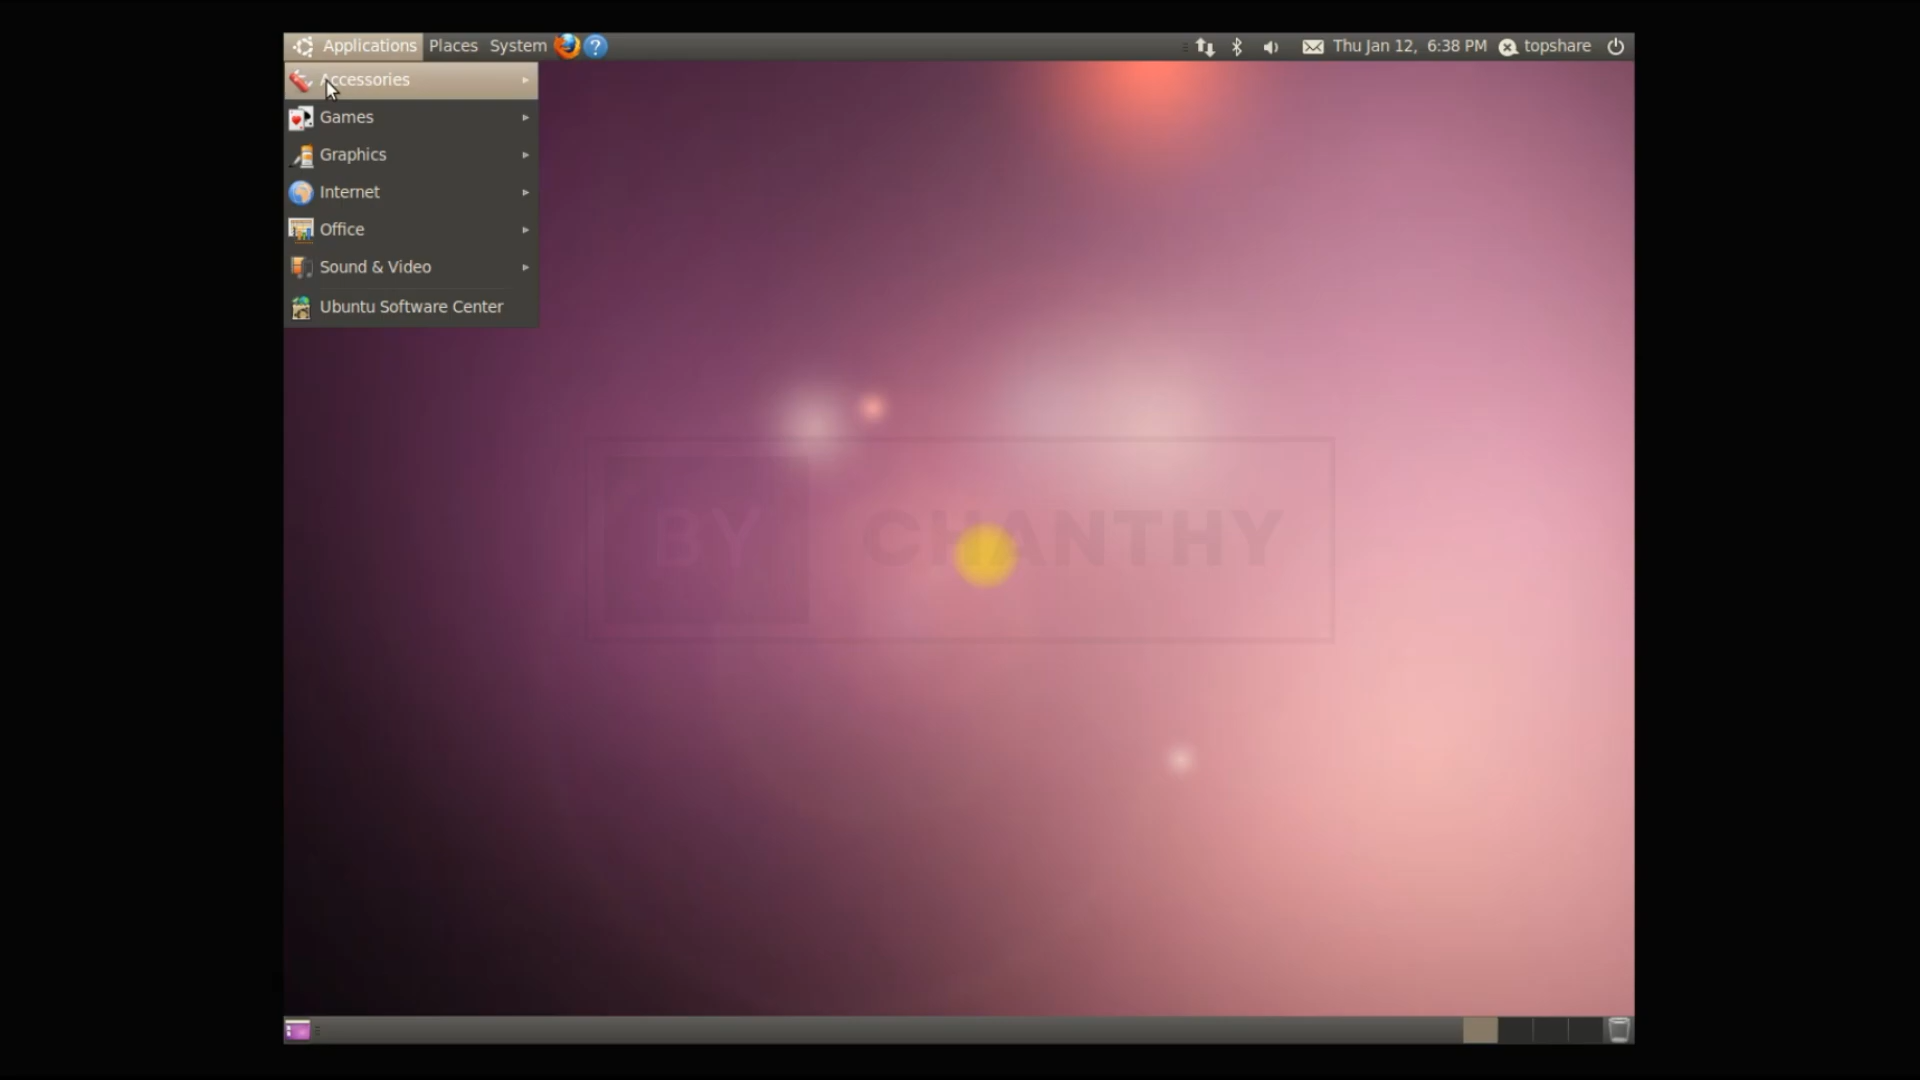 Applications Places System ? Thu Jan 12, 6:38 PM topshare
Accessories
Games
Graphics
Internet
Office
Sound & Video
Ubuntu Software Center
BY CHANTHY